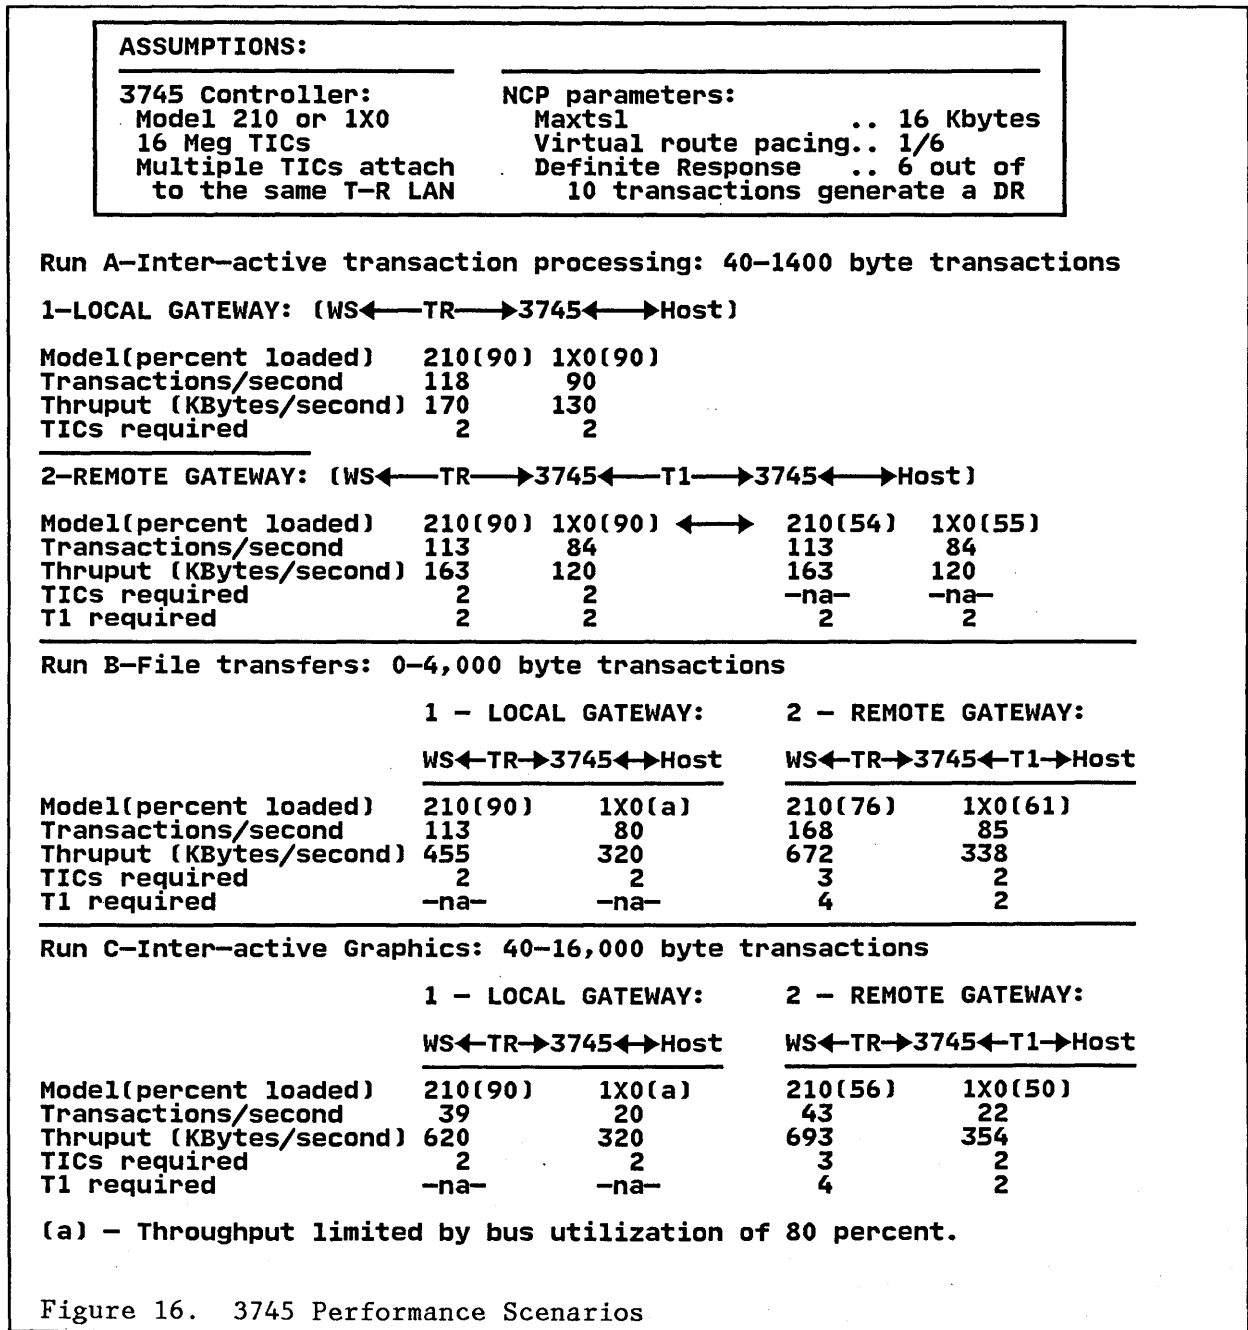 ASSUMPTIONS:
3745 Controller: NCP parameters:
Model 210 or 1X0 Maxtsl .. 16 Kbytes
16 Meg TICs Virtual route pacing.. 1/6
Multiple TICs attach Definite Response .. 6 out of
to the same T-R LAN 10 transactions generate a DR
Run A-Inter-active transaction processing: 40-1400 byte transactions
1-LOCAL GATEWAY: (WS◄──TR──►3745◄──►Host)
Model(percent loaded) 210(90) 1X0(90)
Transactions/second 118 90
Thruput (KBytes/second) 170 130
TICs required 2 2
2-REMOTE GATEWAY: (WS◄──TR──►3745◄──T1──►3745◄──►Host)
Model(percent loaded) 210(90) 1X0(90) ◄──► 210(54) 1X0(55)
Transactions/second 113 84 113 84
Thruput (KBytes/second) 163 120 163 120
TICs required 2 2 -na- -na-
T1 required 2 2 2 2
Run B-File transfers: 0-4,000 byte transactions
1 - LOCAL GATEWAY: 2 - REMOTE GATEWAY:
WS◄-TR-►3745◄-►Host WS◄-TR-►3745◄-T1-►Host
Model(percent loaded) 210(90) 1X0(a) 210(76) 1X0(61)
Transactions/second 113 80 168 85
Thruput (KBytes/second) 455 320 672 338
TICs required 2 2 3 2
T1 required -na- -na- 4 2
Run C-Inter-active Graphics: 40-16,000 byte transactions
1 - LOCAL GATEWAY: 2 - REMOTE GATEWAY:
WS◄-TR-►3745◄-►Host WS◄-TR-►3745◄-T1-►Host
Model(percent loaded) 210(90) 1X0(a) 210(56) 1X0(50)
Transactions/second 39 20 43 22
Thruput (KBytes/second) 620 320 693 354
TICs required 2 2 3 2
T1 required -na- -na- 4 2
(a) - Throughput limited by bus utilization of 80 percent.
Figure 16. 3745 Performance Scenarios